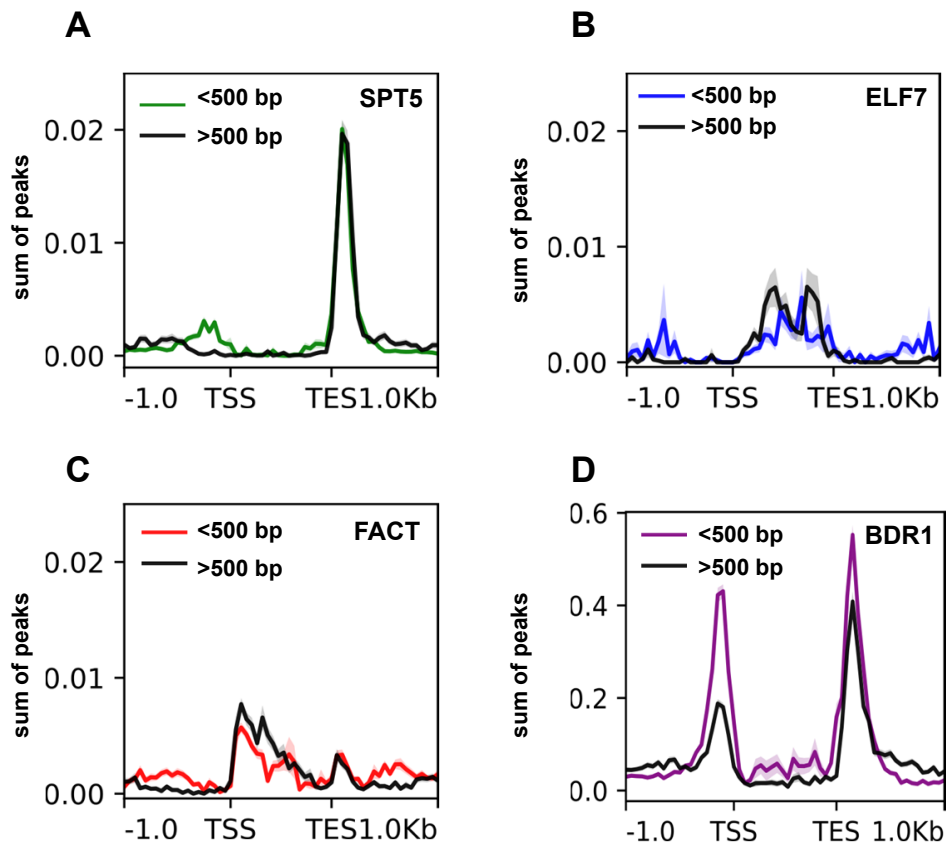 A
<500 bp
>500 bp
SPT5
sum of peaks
0.02
0.01
0.00
-1.0 TSS TES1.0Kb
B
<500 bp
>500 bp
ELF7
sum of peaks
0.02
0.01
0.00
-1.0 TSS TES1.0Kb
C
<500 bp
>500 bp
FACT
sum of peaks
0.02
0.01
0.00
-1.0 TSS TES1.0Kb
D
<500 bp
>500 bp
BDR1
sum of peaks
0.6
0.4
0.2
0.0
-1.0 TSS TES 1.0Kb